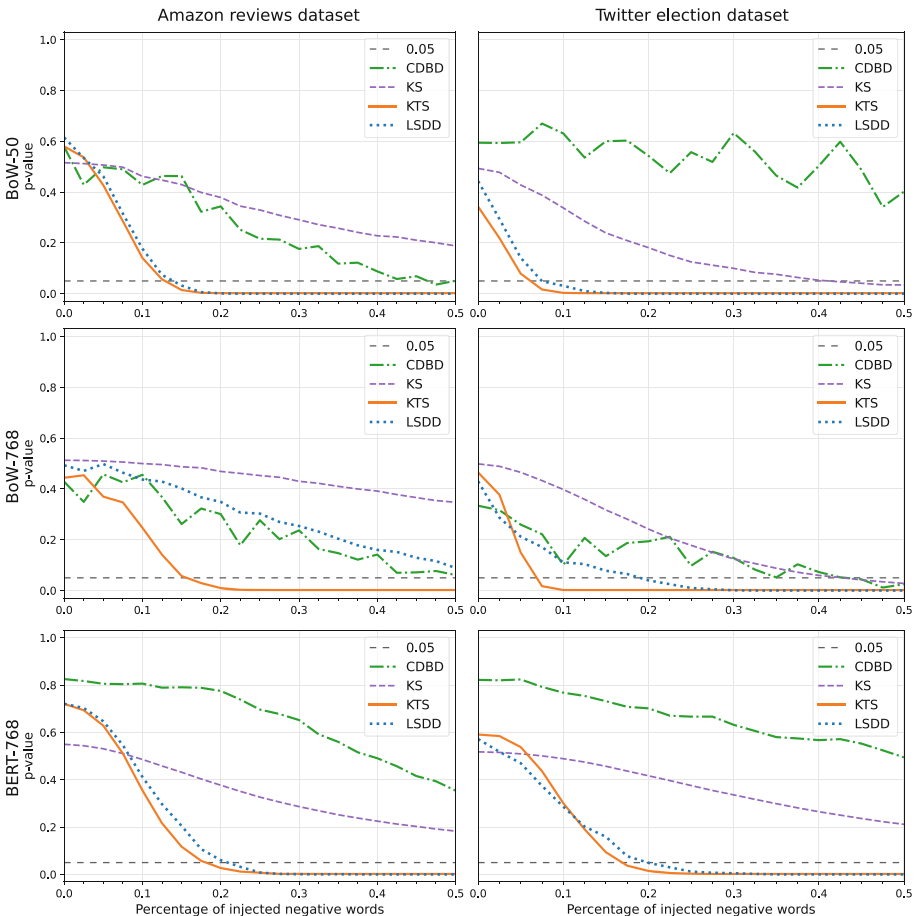 Amazon reviews dataset
Twitter election dataset
BoW-50
p-value
1.0
0.8
0.6
0.4
0.2
0.0
0.0 0.1 0.2 0.3 0.4 0.5
0.05
CDBD
KS
KTS
LSDD
0.0 0.1 0.2 0.3 0.4 0.5
0.05
CDBD
KS
KTS
LSDD
BoW-768
p-value
1.0
0.8
0.6
0.4
0.2
0.0
0.0 0.1 0.2 0.3 0.4 0.5
0.05
CDBD
KS
KTS
LSDD
0.0 0.1 0.2 0.3 0.4 0.5
0.05
CDBD
KS
KTS
LSDD
BERT-768
p-value
1.0
0.8
0.6
0.4
0.2
0.0
0.0 0.1 0.2 0.3 0.4 0.5
Percentage of injected negative words
0.05
CDBD
KS
KTS
LSDD
0.0 0.1 0.2 0.3 0.4 0.5
Percentage of injected negative words
0.05
CDBD
KS
KTS
LSDD